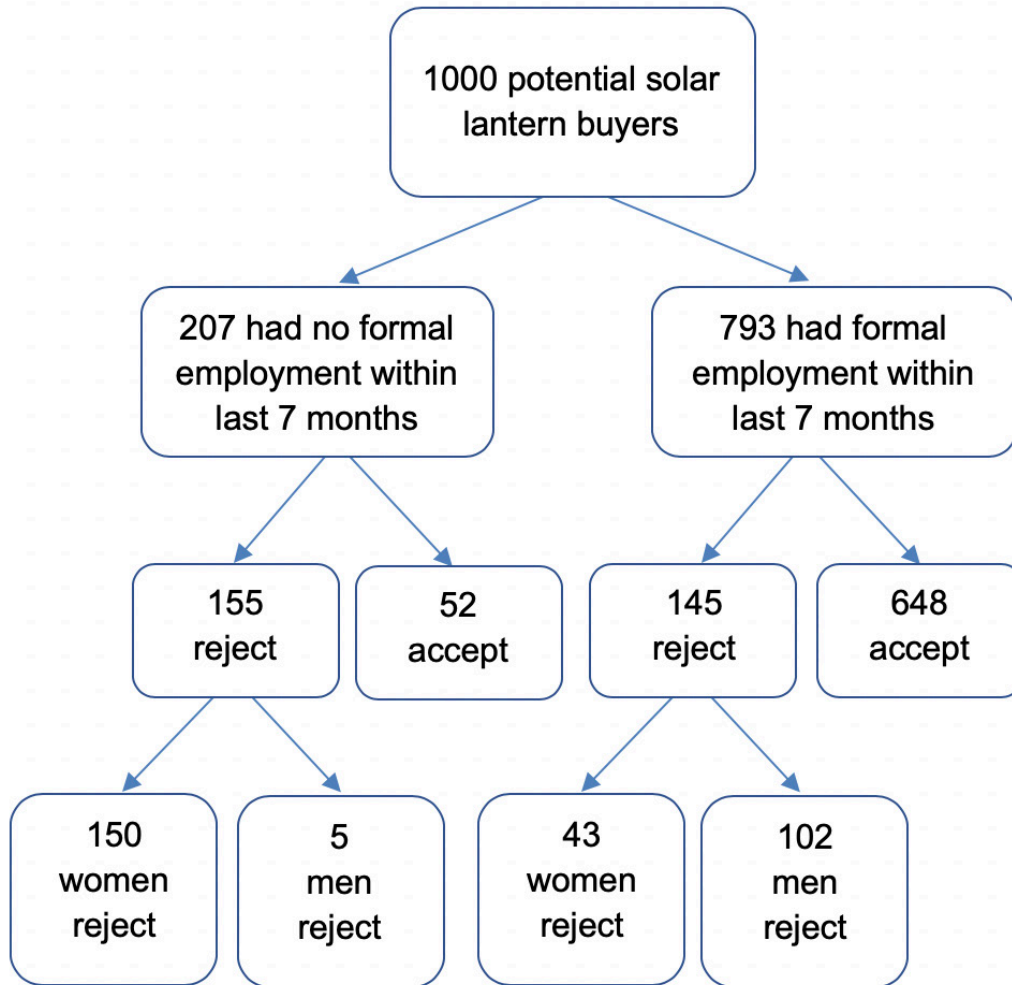 1000 potential solar
lantern buyers
207 had no formal
employment within
last 7 months
793 had formal
employment within
last 7 months
155
reject
52
accept
145
reject
648
accept
150
women
reject
5
men
reject
43
women
reject
102
men
reject